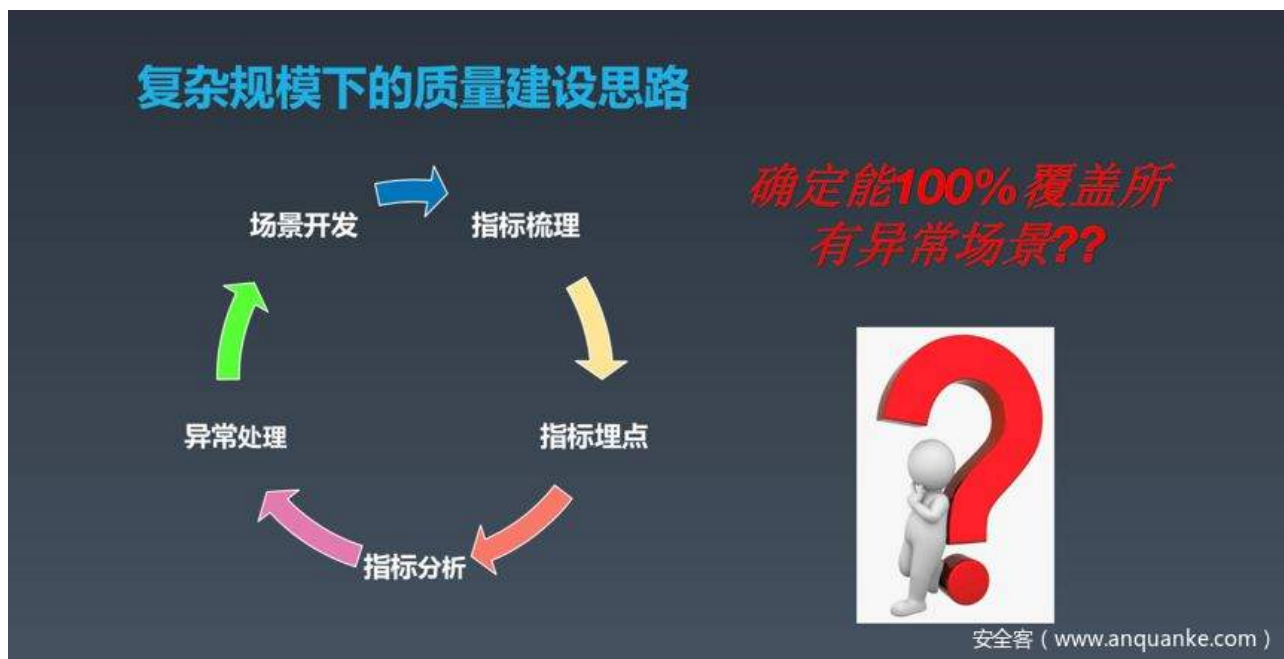 复杂规模下的质量建设思路
确定能100%覆盖所
有异常场景??
场景开发
指标梳理
异常处理
指标埋点
指标分析
安全客（www.anquanke.com）